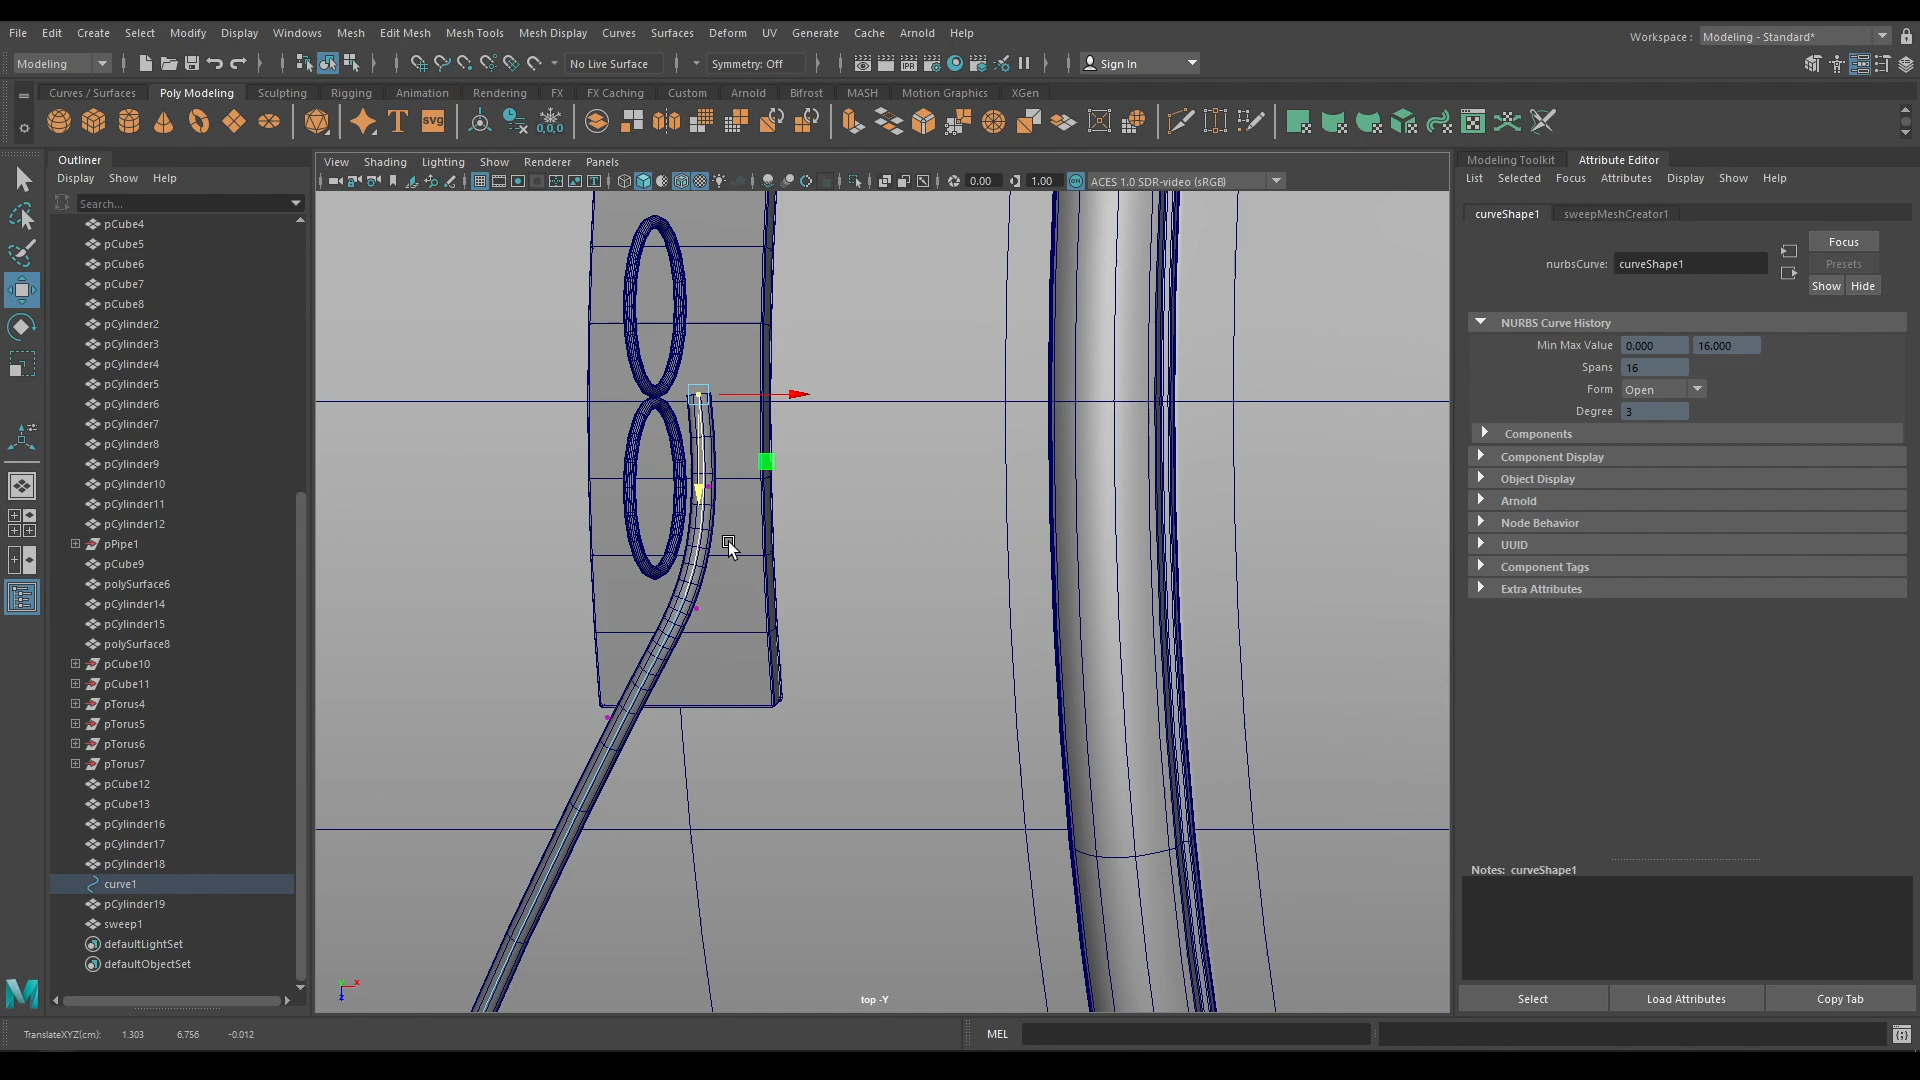 File Edit Create Select Modify Display Windows Mesh Edit Mesh Mesh Tools Mesh Display Curves Surfaces Deform UV Generate Cache Arnold Help
Workspace : Modeling - Standard*
Modeling No Live Surface Symmetry: Off Sign In
Curves / Surfaces Poly Modeling Sculpting Rigging Animation Rendering FX FX Caching Custom Arnold Bifrost MASH Motion Graphics XGen
T SVG 0,0,0
Outliner
Display Show Help
Search...
pCube4
pCube5
pCube6
pCube7
pCube8
pCylinder2
pCylinder3
pCylinder4
pCylinder5
pCylinder6
pCylinder7
pCylinder8
pCylinder9
pCylinder10
pCylinder11
pCylinder12
pPipe1
pCube9
polySurface6
pCylinder14
pCylinder15
polySurface8
pCube10
pCube11
pTorus4
pTorus5
pTorus6
pTorus7
pCube12
pCube13
pCylinder16
pCylinder17
pCylinder18
curve1
pCylinder19
sweep1
defaultLightSet
defaultObjectSet
View Shading Lighting Show Renderer Panels
0.00 1.00 ON ACES 1.0 SDR-video (sRGB)
top -Y
Modeling Toolkit Attribute Editor
List Selected Focus Attributes Display Show Help
curveShape1 sweepMeshCreator1
nurbsCurve: curveShape1
Focus
Presets
Show Hide
NURBS Curve History
Min Max Value 0.000 16.000
Spans 16
Form Open
Degree 3
Components
Component Display
Object Display
Arnold
Node Behavior
UUID
Component Tags
Extra Attributes
Notes: curveShape1
Select Load Attributes Copy Tab
TranslateXYZ(cm): 1.303 6.756 -0.012
MEL